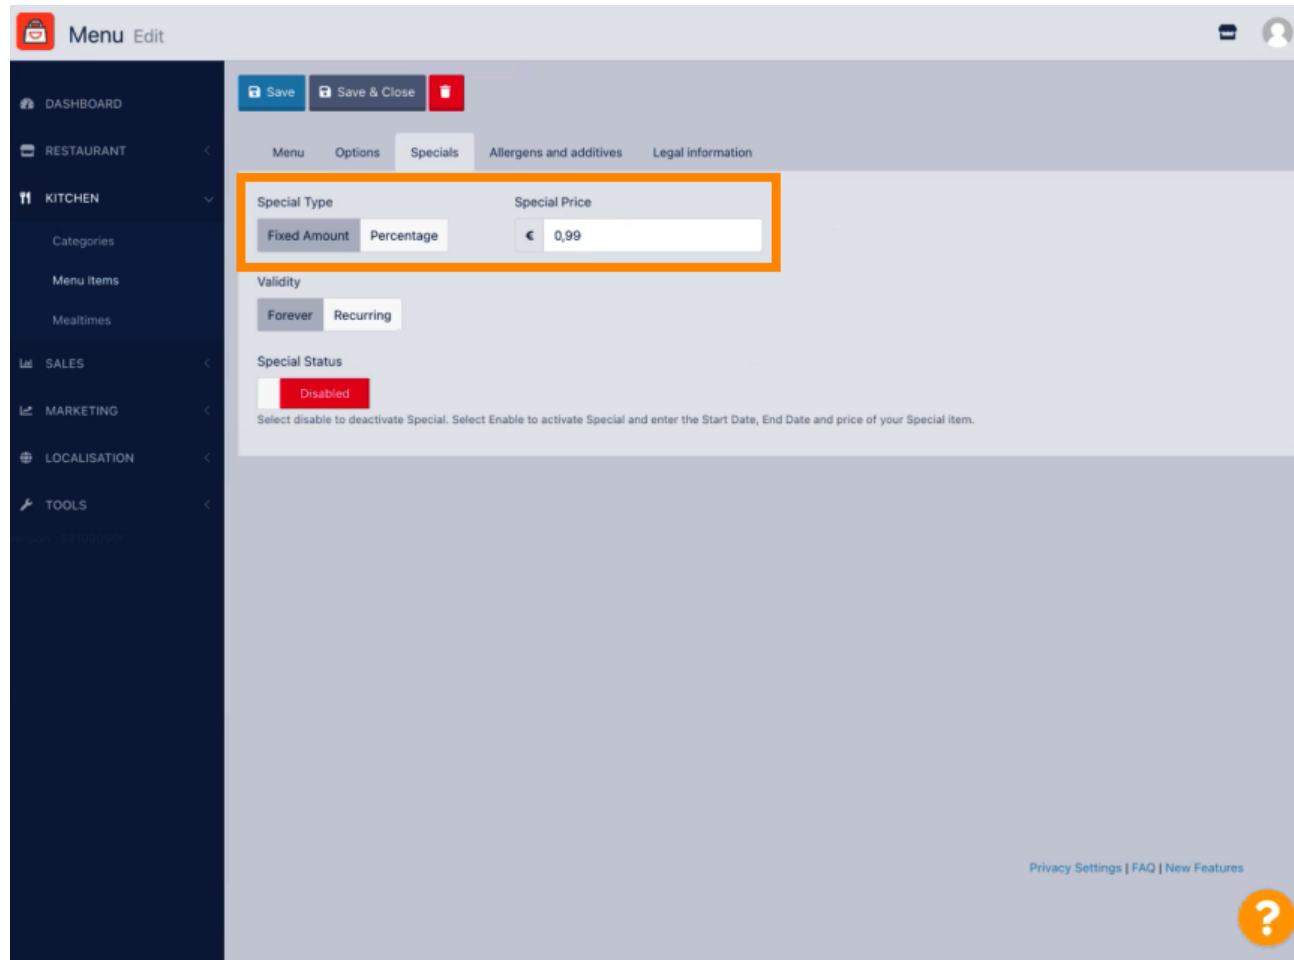 Menu Edit
DASHBOARD
RESTAURANT
KITCHEN
Categories
Menu Items
Mealtimes
SALES
MARKETING
LOCALISATION
TOOLS
Save
Save & Close
Menu
Options
Specials
Allergens and additives
Legal information
Special Type
Special Price
Fixed Amount
Percentage
€ 0,99
Validity
Forever
Recurring
Special Status
Disabled
Select disable to deactivate Special. Select Enable to activate Special and enter the Start Date, End Date and price of your Special item.
Privacy Settings | FAQ | New Features
?